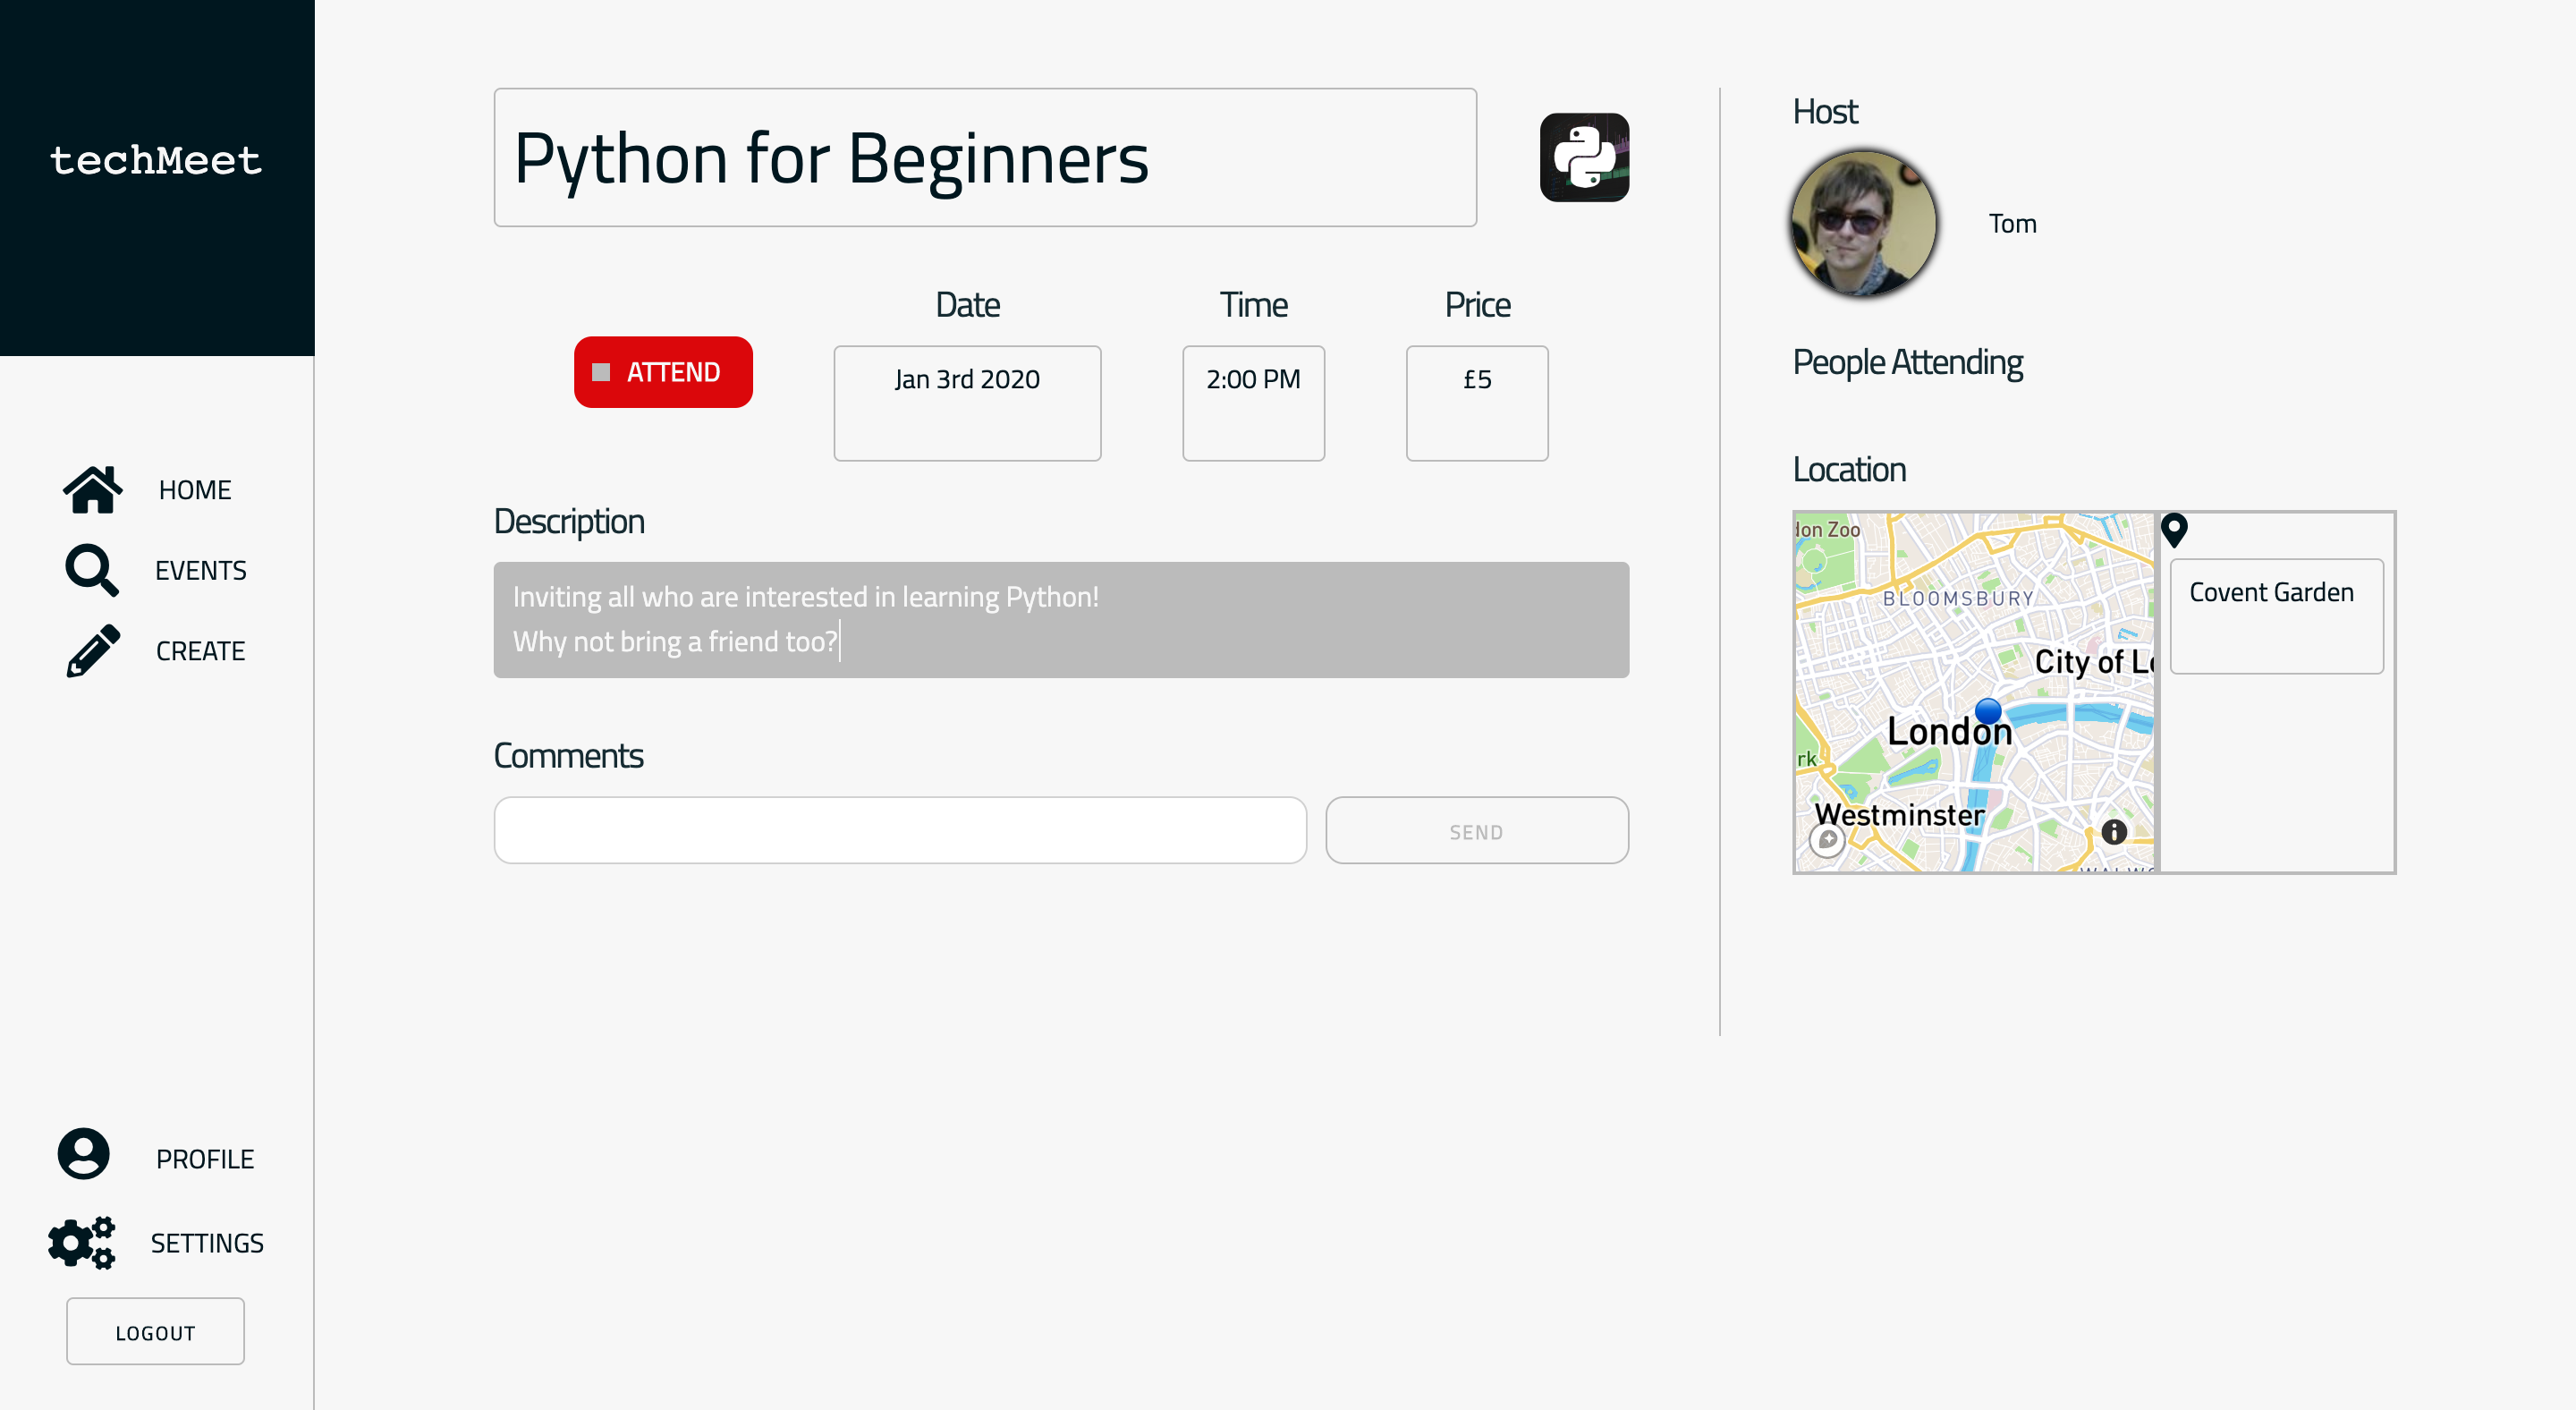 techMeet
HOME
EVENTS
CREATE
PROFILE
SETTINGS
LOGOUT
Python for Beginners
ATTEND
Date
Jan 3rd 2020
Time
2:00 PM
Price
£5
Description
Inviting all who are interested in learning Python!
Why not bring a friend too?
Comments
SEND
Host
Tom
People Attending
Location
don Zoo
BLOOMSBURY
City of Lo
London
rk
Westminster
Covent Garden